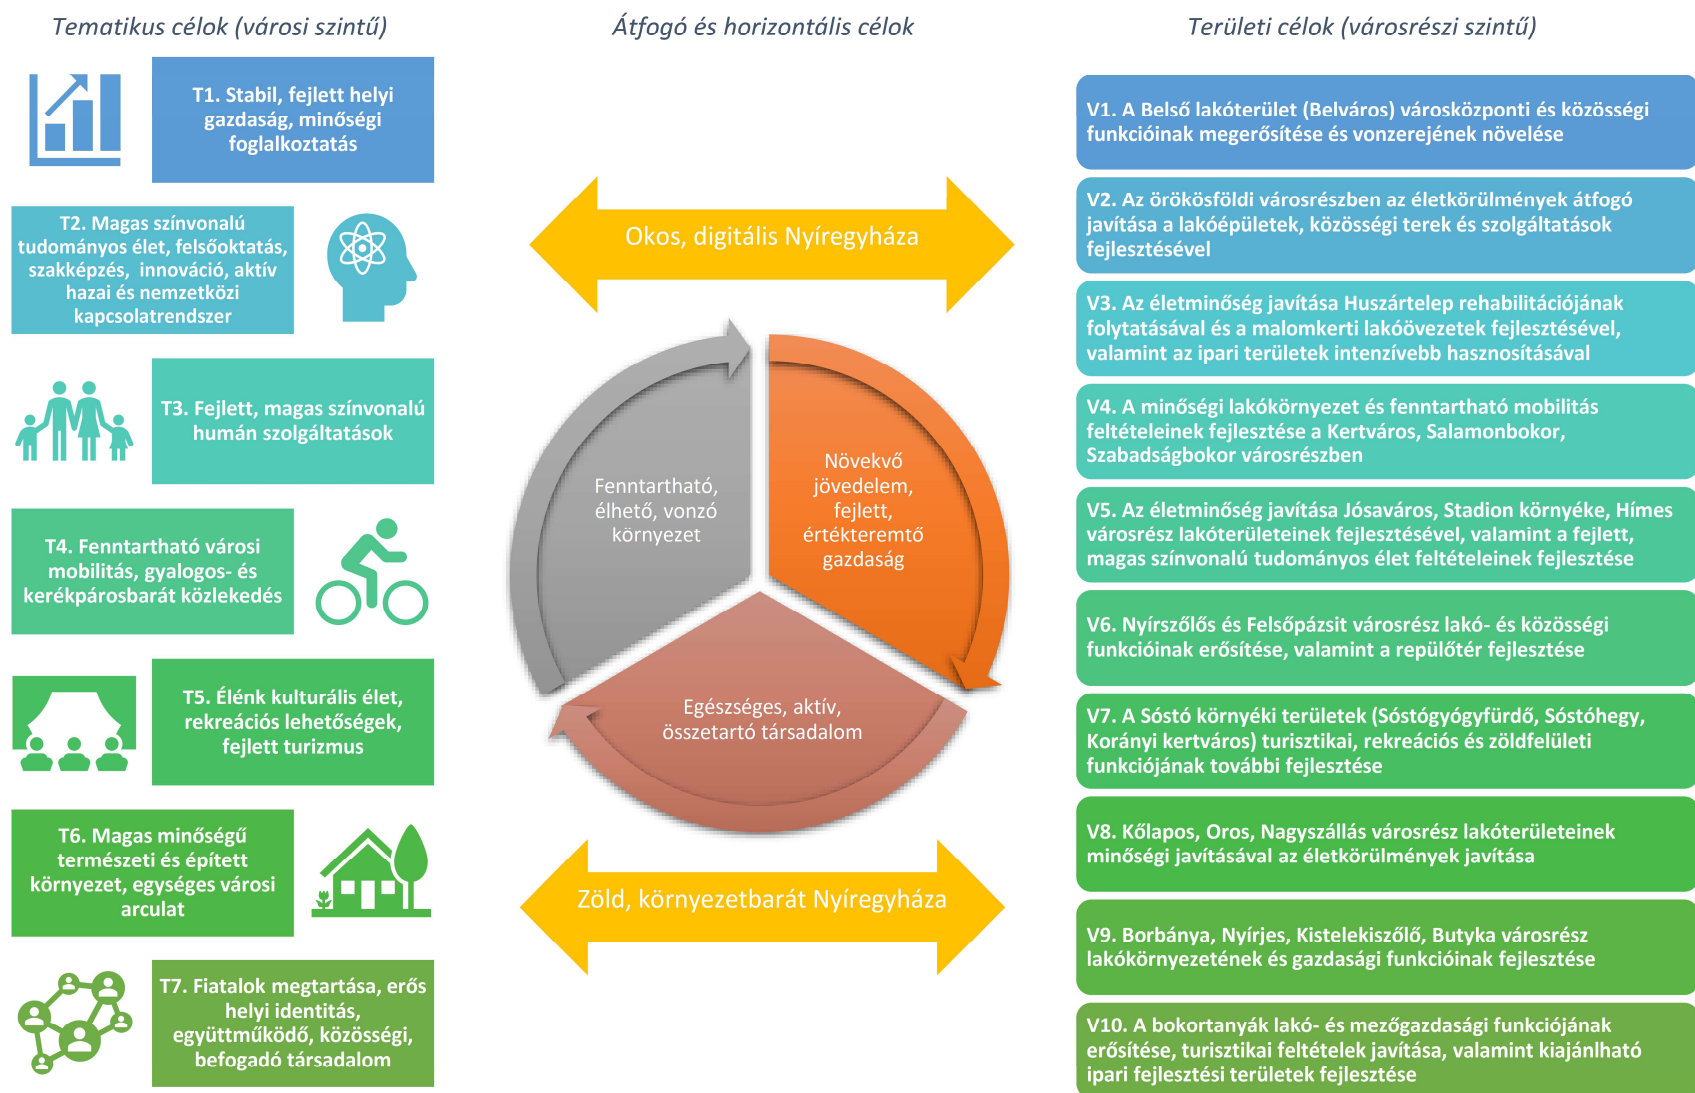 Tematikus célok (városi szintű)
T1. Stabil, fejlett helyi
gazdaság, minőségi
foglalkoztatás
T2. Magas színvonalú
tudományos élet, felsőoktatás,
szakképzés, innováció, aktív
hazai és nemzetközi
kapcsolatrendszer
T3. Fejlett, magas színvonalú
humán szolgáltatások
T4. Fenntartható városi
mobilitás, gyalogos- és
kerékpárosbarát közlekedés
T5. Élénk kulturális élet,
rekreációs lehetőségek,
fejlett turizmus
T6. Magas minőségű
természeti és épített
környezet, egységes városi
arculat
T7. Fiatalok megtartása, erős
helyi identitás,
együttműködő, közösségi,
befogadó társadalom
Átfogó és horizontális célok
Okos, digitális Nyíregyháza
Fenntartható,
élhető, vonzó
környezet
Növekvő
jövedelem,
fejlett,
értékteremtő
gazdaság
Egészséges, aktív,
összetartó társadalom
Zöld, környezetbarát Nyíregyháza
Területi célok (városrészi szintű)
V1. A Belső lakóterület (Belváros) városközponti és közösségi
funkcióinak megerősítése és vonzerejének növelése
V2. Az örökösföldi városrészben az életkörülmények átfogó
javítása a lakóépületek, közösségi terek és szolgáltatások
fejlesztésével
V3. Az életminőség javítása Huszártelep rehabilitációjának
folytatásával és a malomkerti lakóövezetek fejlesztésével,
valamint az ipari területek intenzívebb hasznosításával
V4. A minőségi lakókörnyezet és fenntartható mobilitás
feltételeinek fejlesztése a Kertváros, Salamonbokor,
Szabadságbokor városrészben
V5. Az életminőség javítása Jósaváros, Stadion környéke, Hímes
városrész lakóterületeinek fejlesztésével, valamint a fejlett,
magas színvonalú tudományos élet feltételeinek fejlesztése
V6. Nyírszőlős és Felsőpázsit városrész lakó- és közösségi
funkcióinak erősítése, valamint a repülőtér fejlesztése
V7. A Sóstó környéki területek (Sóstógyógyfürdő, Sóstóhegy,
Korányi kertváros) turisztikai, rekreációs és zöldfelületi
funkciójának további fejlesztése
V8. Kőlapos, Oros, Nagyszállás városrész lakóterületeinek
minőségi javításával az életkörülmények javítása
V9. Borbánya, Nyírjes, Kistelekiszőlő, Butyka városrész
lakókörnyezetének és gazdasági funkcióinak fejlesztése
V10. A bokortanyák lakó- és mezőgazdasági funkciójának
erősítése, turisztikai feltételek javítása, valamint kiajánlható
ipari fejlesztési területek fejlesztése